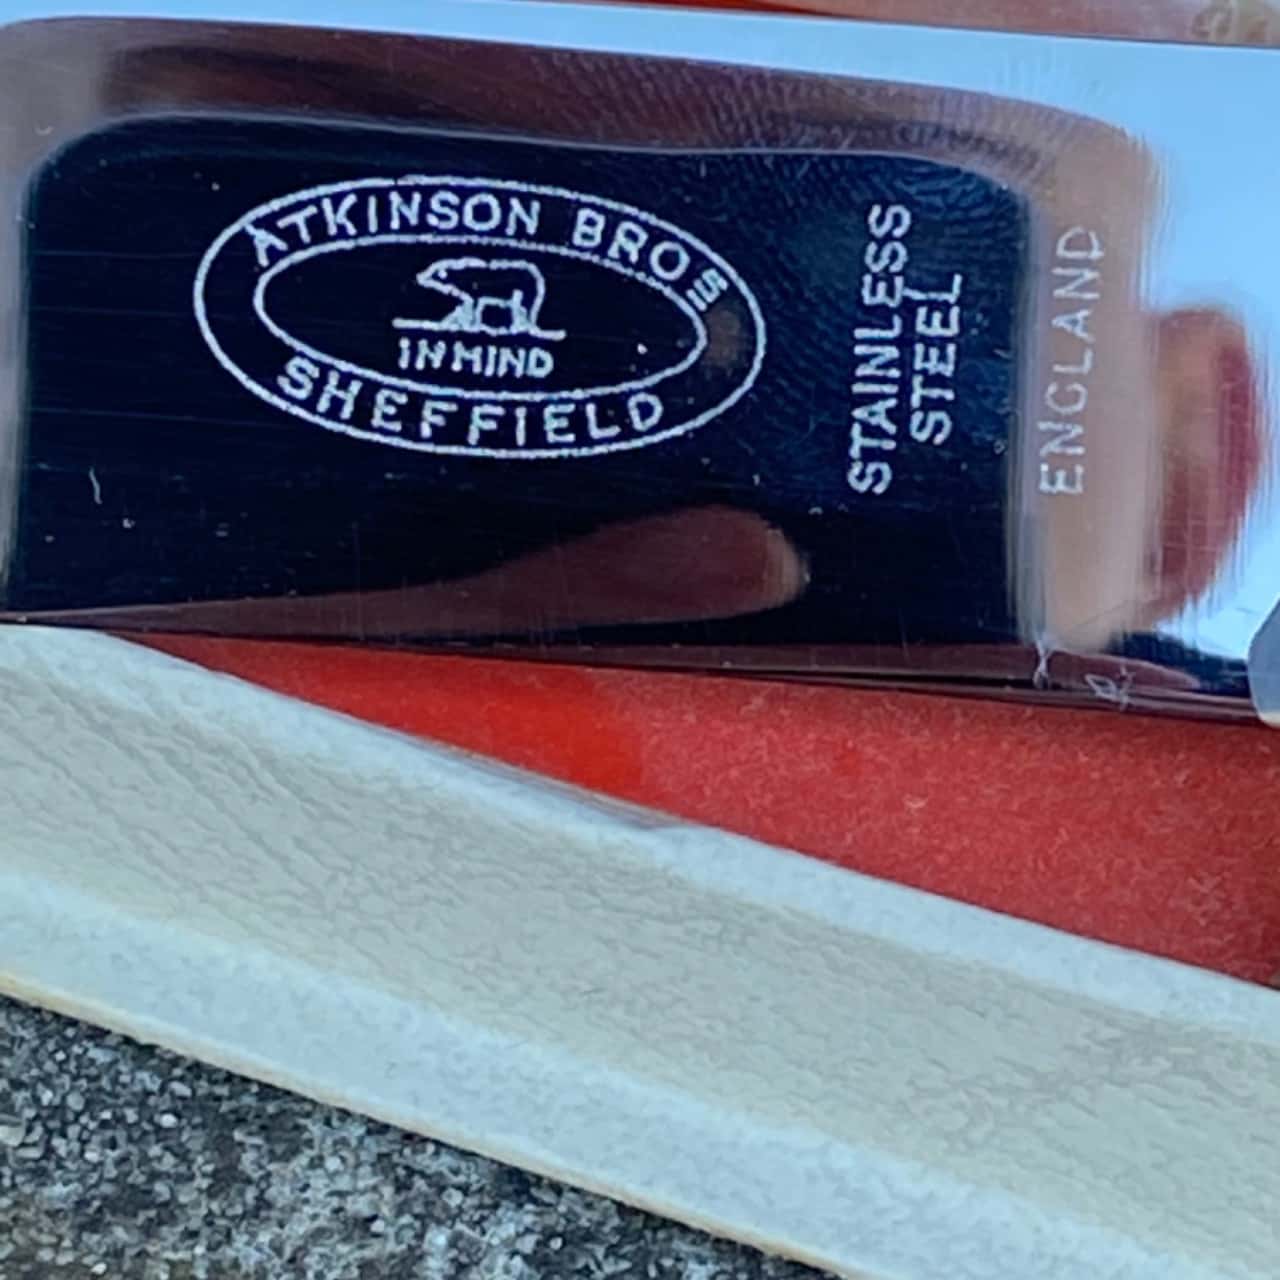 ATKINSON BROS
IN MIND
SHEFFIELD
STAINLESS
STEEL
ENGLAND